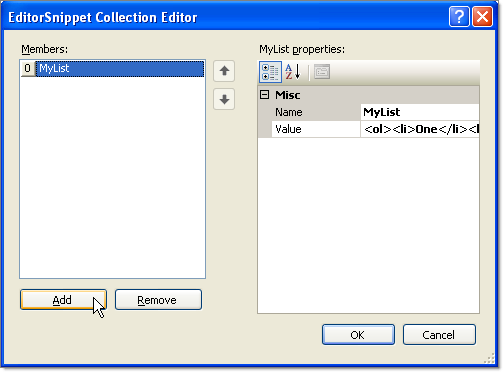 EditorSnippet Collection Editor
Members:
0 MyList
Add
Remove
MyList properties:
Misc
Name MyList
Value <ol><li>One</li><l
OK
Cancel